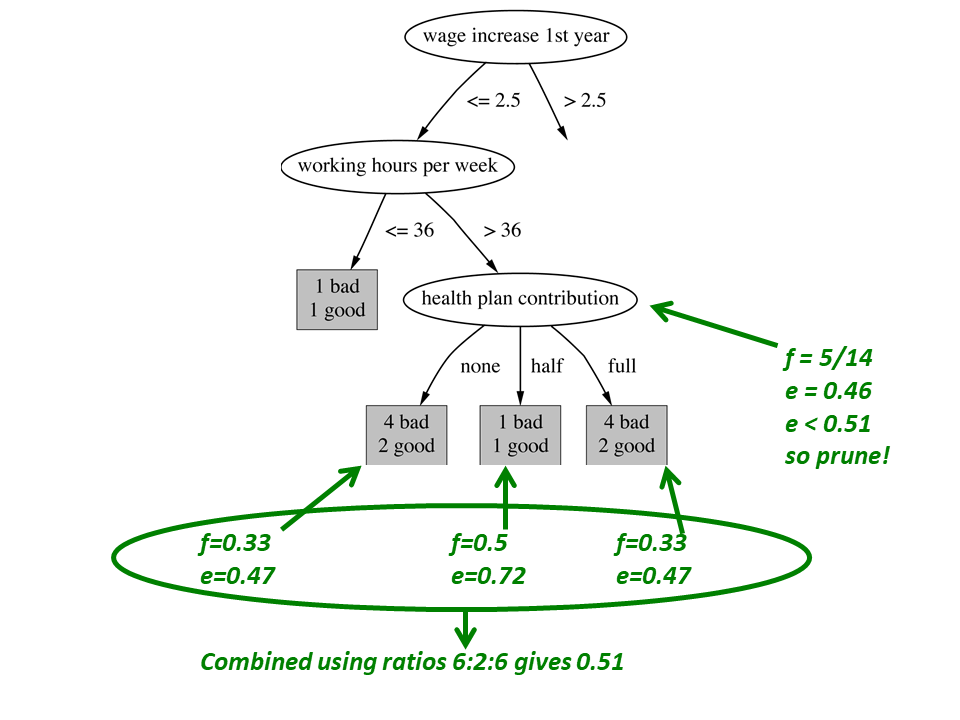 wage increase 1st year
<= 2.5
> 2.5
working hours per week
<= 36
> 36
1 bad
1 good
health plan contribution
none
half
full
f = 5/14
e = 0.46
e < 0.51
so prune!
4 bad
2 good
1 bad
1 good
4 bad
2 good
f=0.33
e=0.47
f=0.5
e=0.72
f=0.33
e=0.47
Combined using ratios 6:2:6 gives 0.51